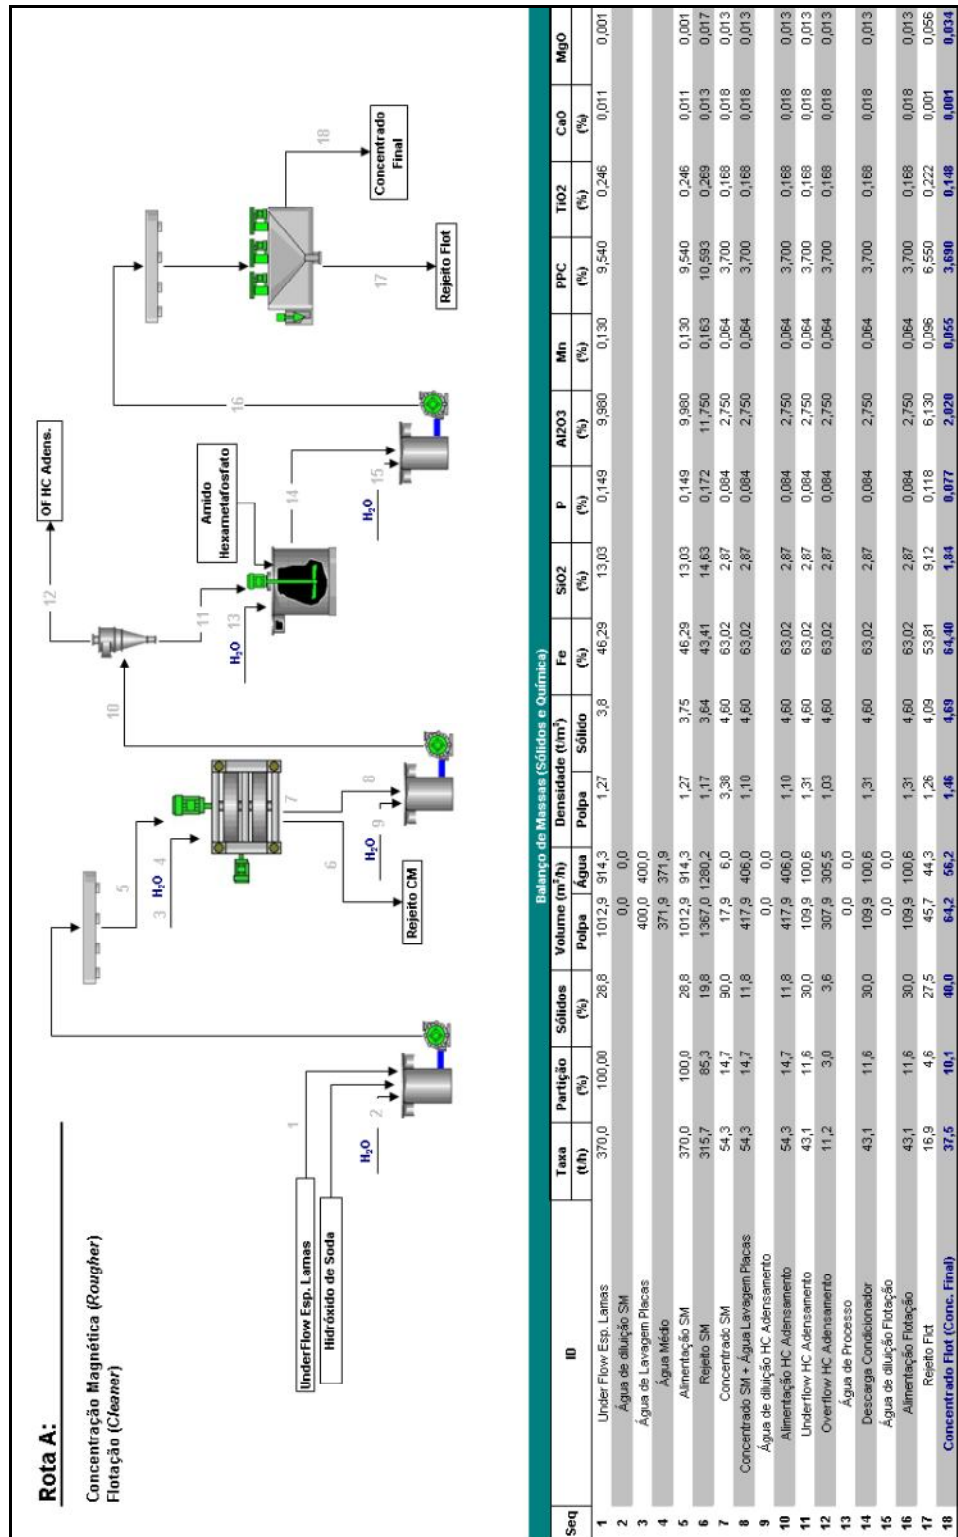 Rota A:
Concentração Magnética (Rougher)
Flotação (Cleaner)
UnderFlow Esp. Lamas
Hidróxido de Soda
H2O
1
2
3
H2O
4
5
6
Rejeito CM
7
8
H2O
9
10
11
12
OF HC Adens.
H2O
13
Amido
Hexametafosfato
14
H2O
15
16
17
Rejeito Flot
18
Concentrado
Final
Balanço de Massas (Sólidos e Química)
Seq ID Taxa (t/h) Partição (%) Sólidos (%) Volume (m³/h) Polpa Água Densidade (t/m³) Polpa Sólido Fe (%) SiO2 (%) P (%) Al2O3 (%) Mn (%) PPC (%) TiO2 (%) CaO (%) MgO
1 Under Flow Esp. Lamas 370,0 100,00 28,8 1012,9 914,3 1,27 3,8 46,29 13,03 0,149 9,980 0,130 9,540 0,246 0,011 0,001
2 Água de diluição SM 0,0 0,0
3 Água de Lavagem Placas 400,0 400,0
4 Água Médio 371,9 371,9
5 Alimentação SM 370,0 100,0 28,8 1012,9 914,3 1,27 3,75 46,29 13,03 0,149 9,980 0,130 9,540 0,246 0,011 0,001
6 Rejeito SM 315,7 85,3 19,8 1367,0 1280,2 1,17 3,64 43,41 14,63 0,172 11,750 0,163 10,593 0,269 0,013 0,017
7 Concentrado SM 54,3 14,7 90,0 17,9 6,0 3,38 4,60 63,02 2,87 0,084 2,750 0,064 3,700 0,168 0,018 0,013
8 Concentrado SM + Água Lavagem Placas 54,3 14,7 11,8 417,9 406,0 1,10 4,60 63,02 2,87 0,084 2,750 0,064 3,700 0,168 0,018 0,013
9 Água de diluição HC Adensamento 0,0 0,0
10 Alimentação HC Adensamento 54,3 14,7 11,8 417,9 406,0 1,10 4,60 63,02 2,87 0,084 2,750 0,064 3,700 0,168 0,018 0,013
11 Underflow HC Adensamento 43,1 11,6 30,0 109,9 100,6 1,31 4,60 63,02 2,87 0,084 2,750 0,064 3,700 0,168 0,018 0,013
12 Overflow HC Adensamento 11,2 3,0 3,6 307,9 305,5 1,03 4,60 63,02 2,87 0,084 2,750 0,064 3,700 0,168 0,018 0,013
13 Água de Processo 0,0 0,0
14 Descarga Condicionador 43,1 11,6 30,0 109,9 100,6 1,31 4,60 63,02 2,87 0,084 2,750 0,064 3,700 0,168 0,018 0,013
15 Água de diluição Flotação 0,0 0,0
16 Alimentação Flotação 43,1 11,6 30,0 109,9 100,6 1,31 4,60 63,02 2,87 0,084 2,750 0,064 3,700 0,168 0,018 0,013
17 Rejeito Flot 16,9 4,6 27,5 45,7 44,3 1,26 4,09 53,81 9,12 0,118 6,130 0,096 6,550 0,222 0,001 0,056
18 Concentrado Flot (Conc. Final) 37,5 10,1 40,0 64,2 56,2 1,46 4,69 64,40 1,84 0,077 2,020 0,055 3,690 0,148 0,001 0,034